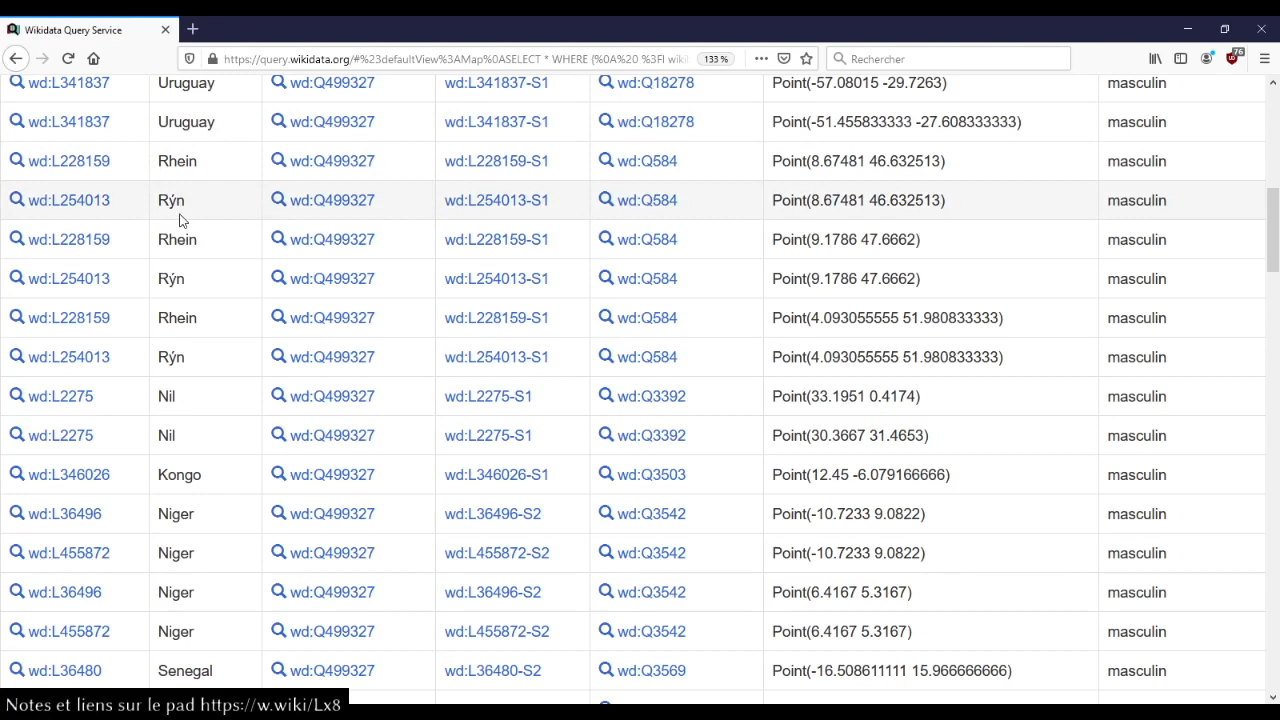 Wikidata Query Service
https://query.wikidata.org/#%23defaultView%3AMap%0ASELECT * WHERE {%0A%20 %3Fl wiki
133 %
Rechercher
76
wd:L341837 Uruguay wd:Q499327 wd:L341837-S1 wd:Q18278 Point(-57.08015 -29.7263) masculin
wd:L341837 Uruguay wd:Q499327 wd:L341837-S1 wd:Q18278 Point(-51.455833333 -27.608333333) masculin
wd:L228159 Rhein wd:Q499327 wd:L228159-S1 wd:Q584 Point(8.67481 46.632513) masculin
wd:L254013 Rýn wd:Q499327 wd:L254013-S1 wd:Q584 Point(8.67481 46.632513) masculin
wd:L228159 Rhein wd:Q499327 wd:L228159-S1 wd:Q584 Point(9.1786 47.6662) masculin
wd:L254013 Rýn wd:Q499327 wd:L254013-S1 wd:Q584 Point(9.1786 47.6662) masculin
wd:L228159 Rhein wd:Q499327 wd:L228159-S1 wd:Q584 Point(4.093055555 51.980833333) masculin
wd:L254013 Rýn wd:Q499327 wd:L254013-S1 wd:Q584 Point(4.093055555 51.980833333) masculin
wd:L2275 Nil wd:Q499327 wd:L2275-S1 wd:Q3392 Point(33.1951 0.4174) masculin
wd:L2275 Nil wd:Q499327 wd:L2275-S1 wd:Q3392 Point(30.3667 31.4653) masculin
wd:L346026 Kongo wd:Q499327 wd:L346026-S1 wd:Q3503 Point(12.45 -6.079166666) masculin
wd:L36496 Niger wd:Q499327 wd:L36496-S2 wd:Q3542 Point(-10.7233 9.0822) masculin
wd:L455872 Niger wd:Q499327 wd:L455872-S2 wd:Q3542 Point(-10.7233 9.0822) masculin
wd:L36496 Niger wd:Q499327 wd:L36496-S2 wd:Q3542 Point(6.4167 5.3167) masculin
wd:L455872 Niger wd:Q499327 wd:L455872-S2 wd:Q3542 Point(6.4167 5.3167) masculin
wd:L36480 Senegal wd:Q499327 wd:L36480-S2 wd:Q3569 Point(-16.508611111 15.966666666) masculin
Notes et liens sur le pad https://w.wiki/Lx8